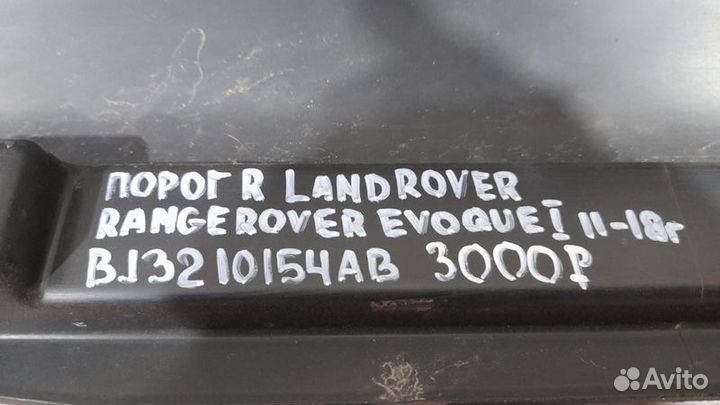 ПОРОГ R LANDROVER
RANGEROVER EVOQUE I 11-18г
BJ3210154AB 3000₽
Avito